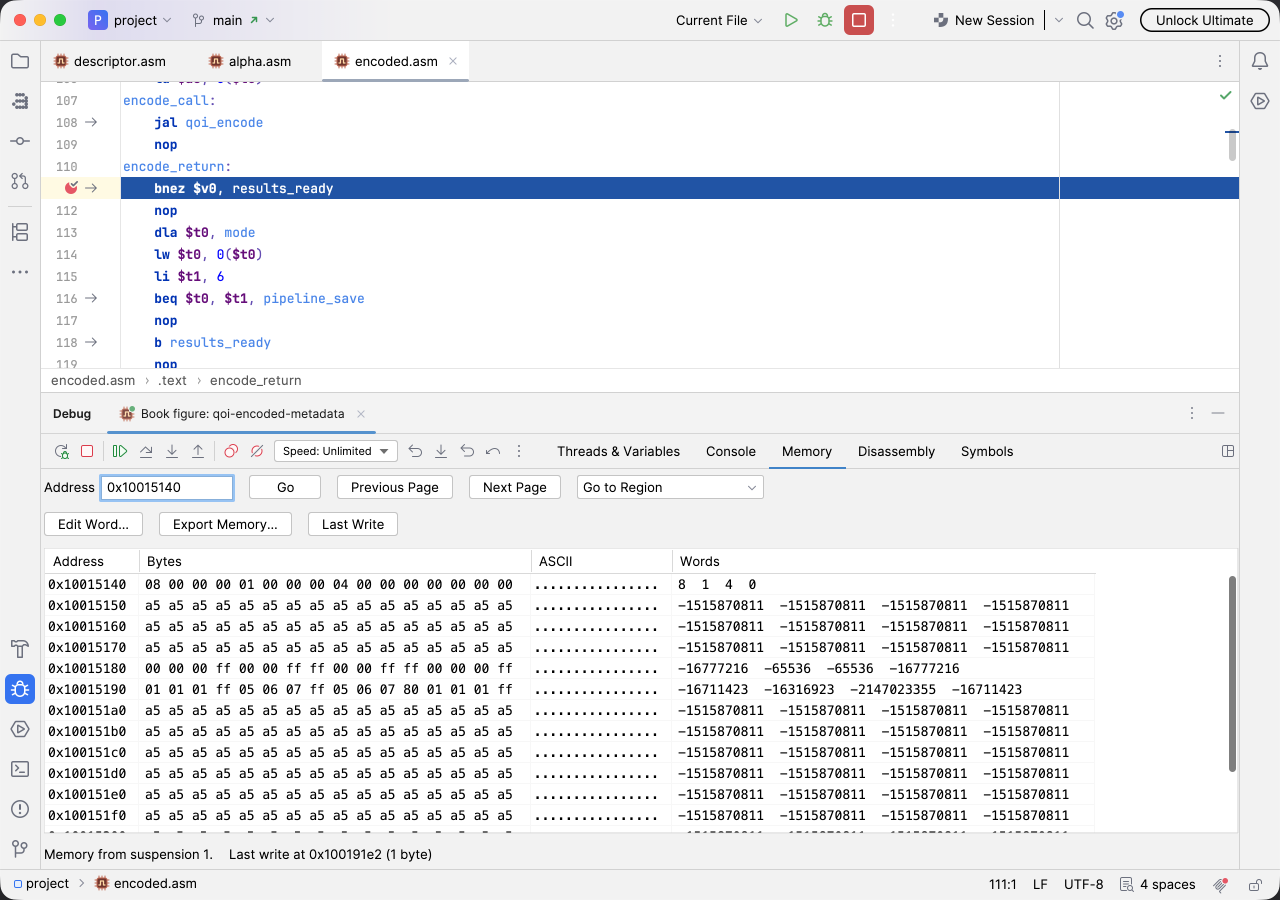 P project main Current File New Session Unlock Ultimate
descriptor.asm alpha.asm encoded.asm
107 encode_call:
108 jal qoi_encode
109 nop
110 encode_return:
bnez $v0, results_ready
112 nop
113 dla $t0, mode
114 lw $t0, 0($t0)
115 li $t1, 6
116 beq $t0, $t1, pipeline_save
117 nop
118 b results_ready
119 nop
encoded.asm › .text › encode_return
Debug Book figure: qoi-encoded-metadata
Speed: Unlimited Threads & Variables Console Memory Disassembly Symbols
Address 0x10015140 Go Previous Page Next Page Go to Region
Edit Word... Export Memory... Last Write
Address Bytes ASCII Words
0x10015140 08 00 00 00 01 00 00 00 04 00 00 00 00 00 00 00 ................ 8 1 4 0
0x10015150 a5 a5 a5 a5 a5 a5 a5 a5 a5 a5 a5 a5 a5 a5 a5 a5 ................ -1515870811 -1515870811 -1515870811 -1515870811
0x10015160 a5 a5 a5 a5 a5 a5 a5 a5 a5 a5 a5 a5 a5 a5 a5 a5 ................ -1515870811 -1515870811 -1515870811 -1515870811
0x10015170 a5 a5 a5 a5 a5 a5 a5 a5 a5 a5 a5 a5 a5 a5 a5 a5 ................ -1515870811 -1515870811 -1515870811 -1515870811
0x10015180 00 00 00 ff 00 00 ff ff 00 00 ff ff 00 00 00 ff ................ -16777216 -65536 -65536 -16777216
0x10015190 01 01 01 ff 05 06 07 ff 05 06 07 80 01 01 01 ff ................ -16711423 -16316923 -2147023355 -16711423
0x100151a0 a5 a5 a5 a5 a5 a5 a5 a5 a5 a5 a5 a5 a5 a5 a5 a5 ................ -1515870811 -1515870811 -1515870811 -1515870811
0x100151b0 a5 a5 a5 a5 a5 a5 a5 a5 a5 a5 a5 a5 a5 a5 a5 a5 ................ -1515870811 -1515870811 -1515870811 -1515870811
0x100151c0 a5 a5 a5 a5 a5 a5 a5 a5 a5 a5 a5 a5 a5 a5 a5 a5 ................ -1515870811 -1515870811 -1515870811 -1515870811
0x100151d0 a5 a5 a5 a5 a5 a5 a5 a5 a5 a5 a5 a5 a5 a5 a5 a5 ................ -1515870811 -1515870811 -1515870811 -1515870811
0x100151e0 a5 a5 a5 a5 a5 a5 a5 a5 a5 a5 a5 a5 a5 a5 a5 a5 ................ -1515870811 -1515870811 -1515870811 -1515870811
0x100151f0 a5 a5 a5 a5 a5 a5 a5 a5 a5 a5 a5 a5 a5 a5 a5 a5 ................ -1515870811 -1515870811 -1515870811 -1515870811
Memory from suspension 1. Last write at 0x100191e2 (1 byte)
project › encoded.asm 111:1 LF UTF-8 4 spaces